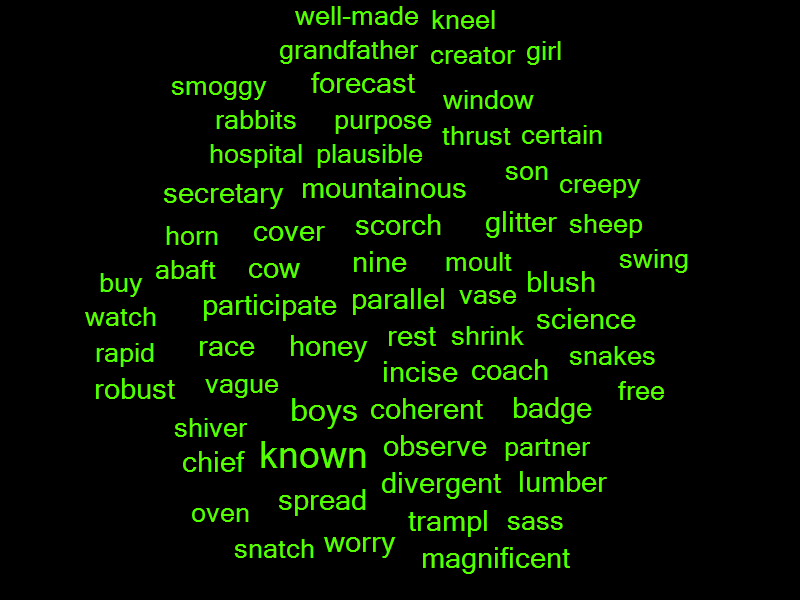 well-made kneel
grandfather creator girl
smoggy forecast
window
rabbits purpose
thrust certain
hospital plausible
son creepy
secretary mountainous
horn cover scorch glitter sheep
abaft cow nine moult swing
buy participate parallel vase blush
watch science
rapid race honey rest shrink snakes
robust vague incise coach free
boys coherent badge
shiver
chief known observe partner
divergent lumber
oven spread
trampl sass
snatch worry
magnificent